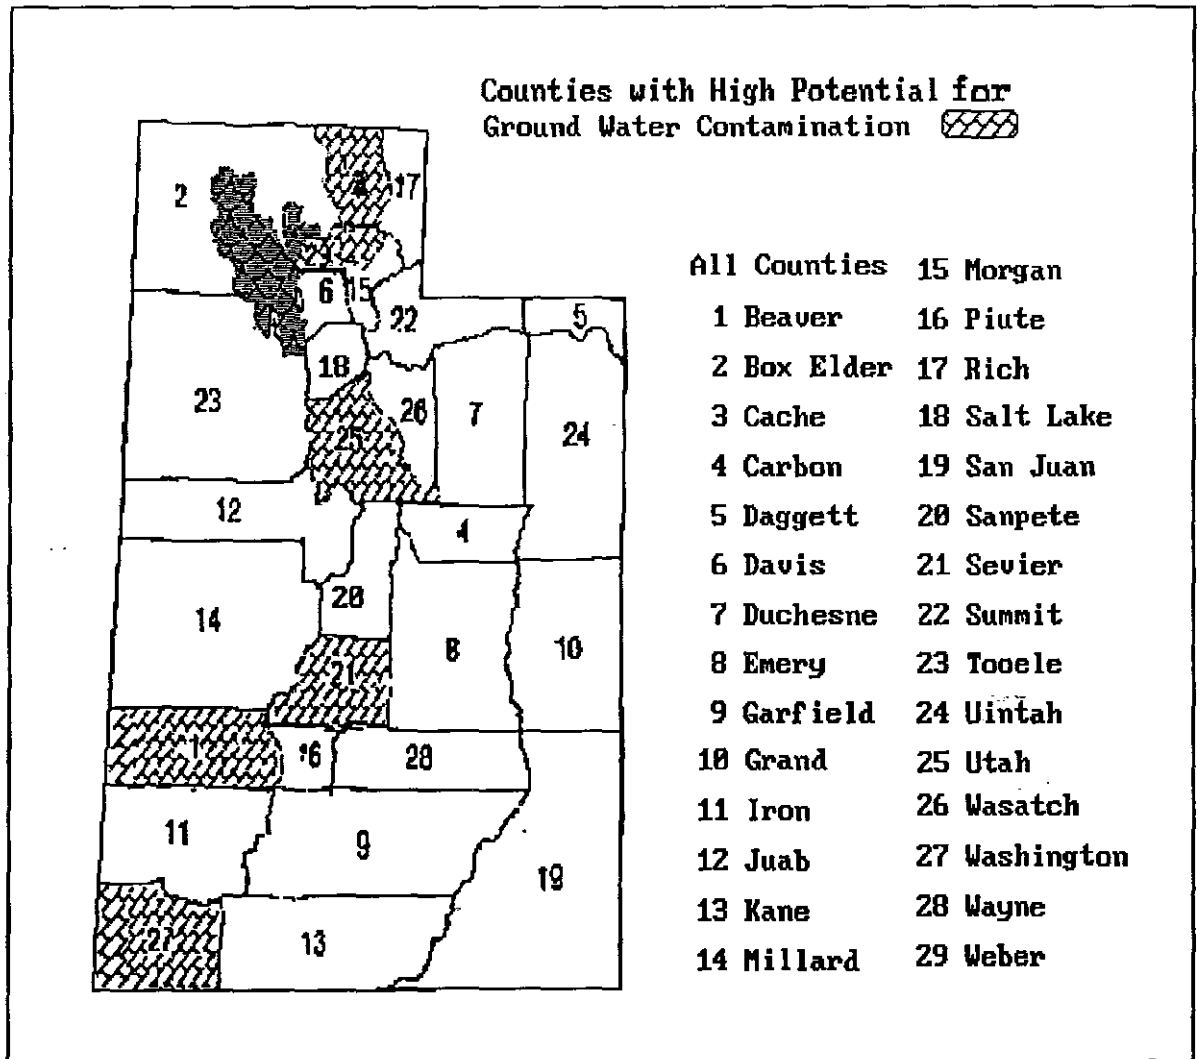 Counties with High Potential for
Ground Water Contamination
2
17
6
15
22
5
18
23
26
7
24
25
12
4
20
14
8
10
21
1
16
28
11
9
19
27
13
All Counties
1 Beaver
2 Box Elder
3 Cache
4 Carbon
5 Daggett
6 Davis
7 Duchesne
8 Emery
9 Garfield
10 Grand
11 Iron
12 Juab
13 Kane
14 Millard
15 Morgan
16 Piute
17 Rich
18 Salt Lake
19 San Juan
20 Sanpete
21 Sevier
22 Summit
23 Tooele
24 Uintah
25 Utah
26 Wasatch
27 Washington
28 Wayne
29 Weber